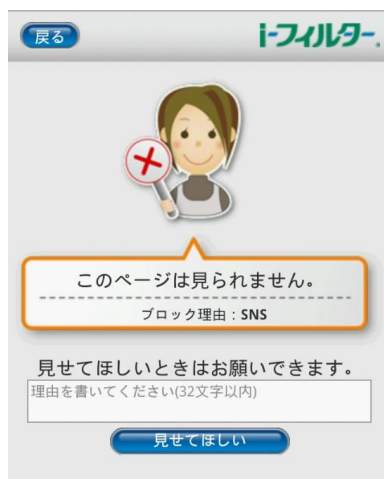 戻る
i-フィルター.
このページは見られません。
ブロック理由：SNS
見せてほしいときはお願いできます。
理由を書いてください(32文字以内)
見せてほしい